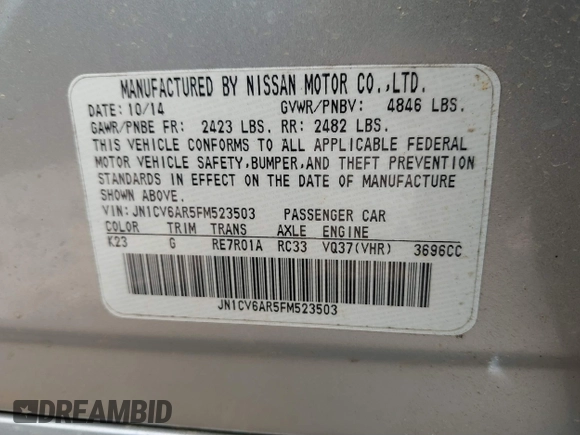 MANUFACTURED BY NISSAN MOTOR CO.,LTD.
DATE: 10/14 GVWR/PNBV: 4846 LBS.
GAWR/PNBE FR: 2423 LBS. RR: 2482 LBS.
THIS VEHICLE CONFORMS TO ALL APPLICABLE FEDERAL
MOTOR VEHICLE SAFETY,BUMPER,AND THEFT PREVENTION
STANDARDS IN EFFECT ON THE DATE OF MANUFACTURE
SHOWN ABOVE.
VIN: JN1CV6AR5FM523503 PASSENGER CAR
COLOR TRIM TRANS AXLE ENGINE
K23 G RE7R01A RC33 VQ37(VHR) 3696CC
JN1CV6AR5FM523503
DREAMBID